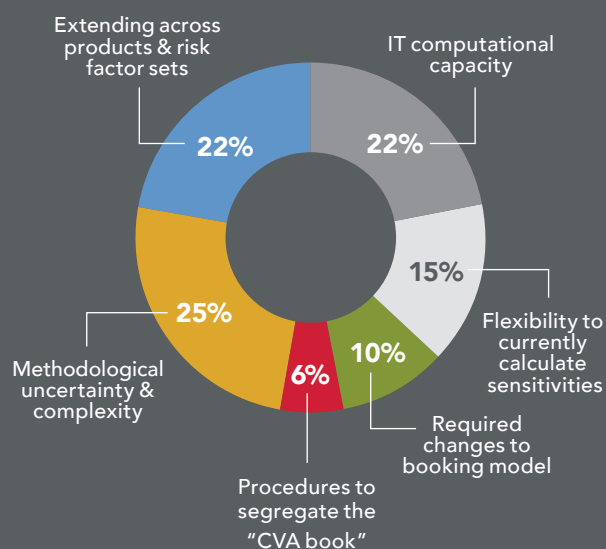 Extending across
products & risk
factor sets
IT computational
capacity
22%
22%
15%
25%
10%
6%
Flexibility to
currently
calculate
sensitivities
Methodological
uncertainty &
complexity
Required
changes to
booking model
Procedures to
segregate the
“CVA book”